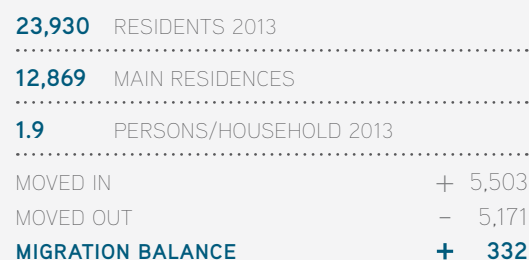 23,930 RESIDENTS 2013
12,869 MAIN RESIDENCES
1.9 PERSONS/HOUSEHOLD 2013
MOVED IN + 5,503
MOVED OUT – 5,171
MIGRATION BALANCE + 332